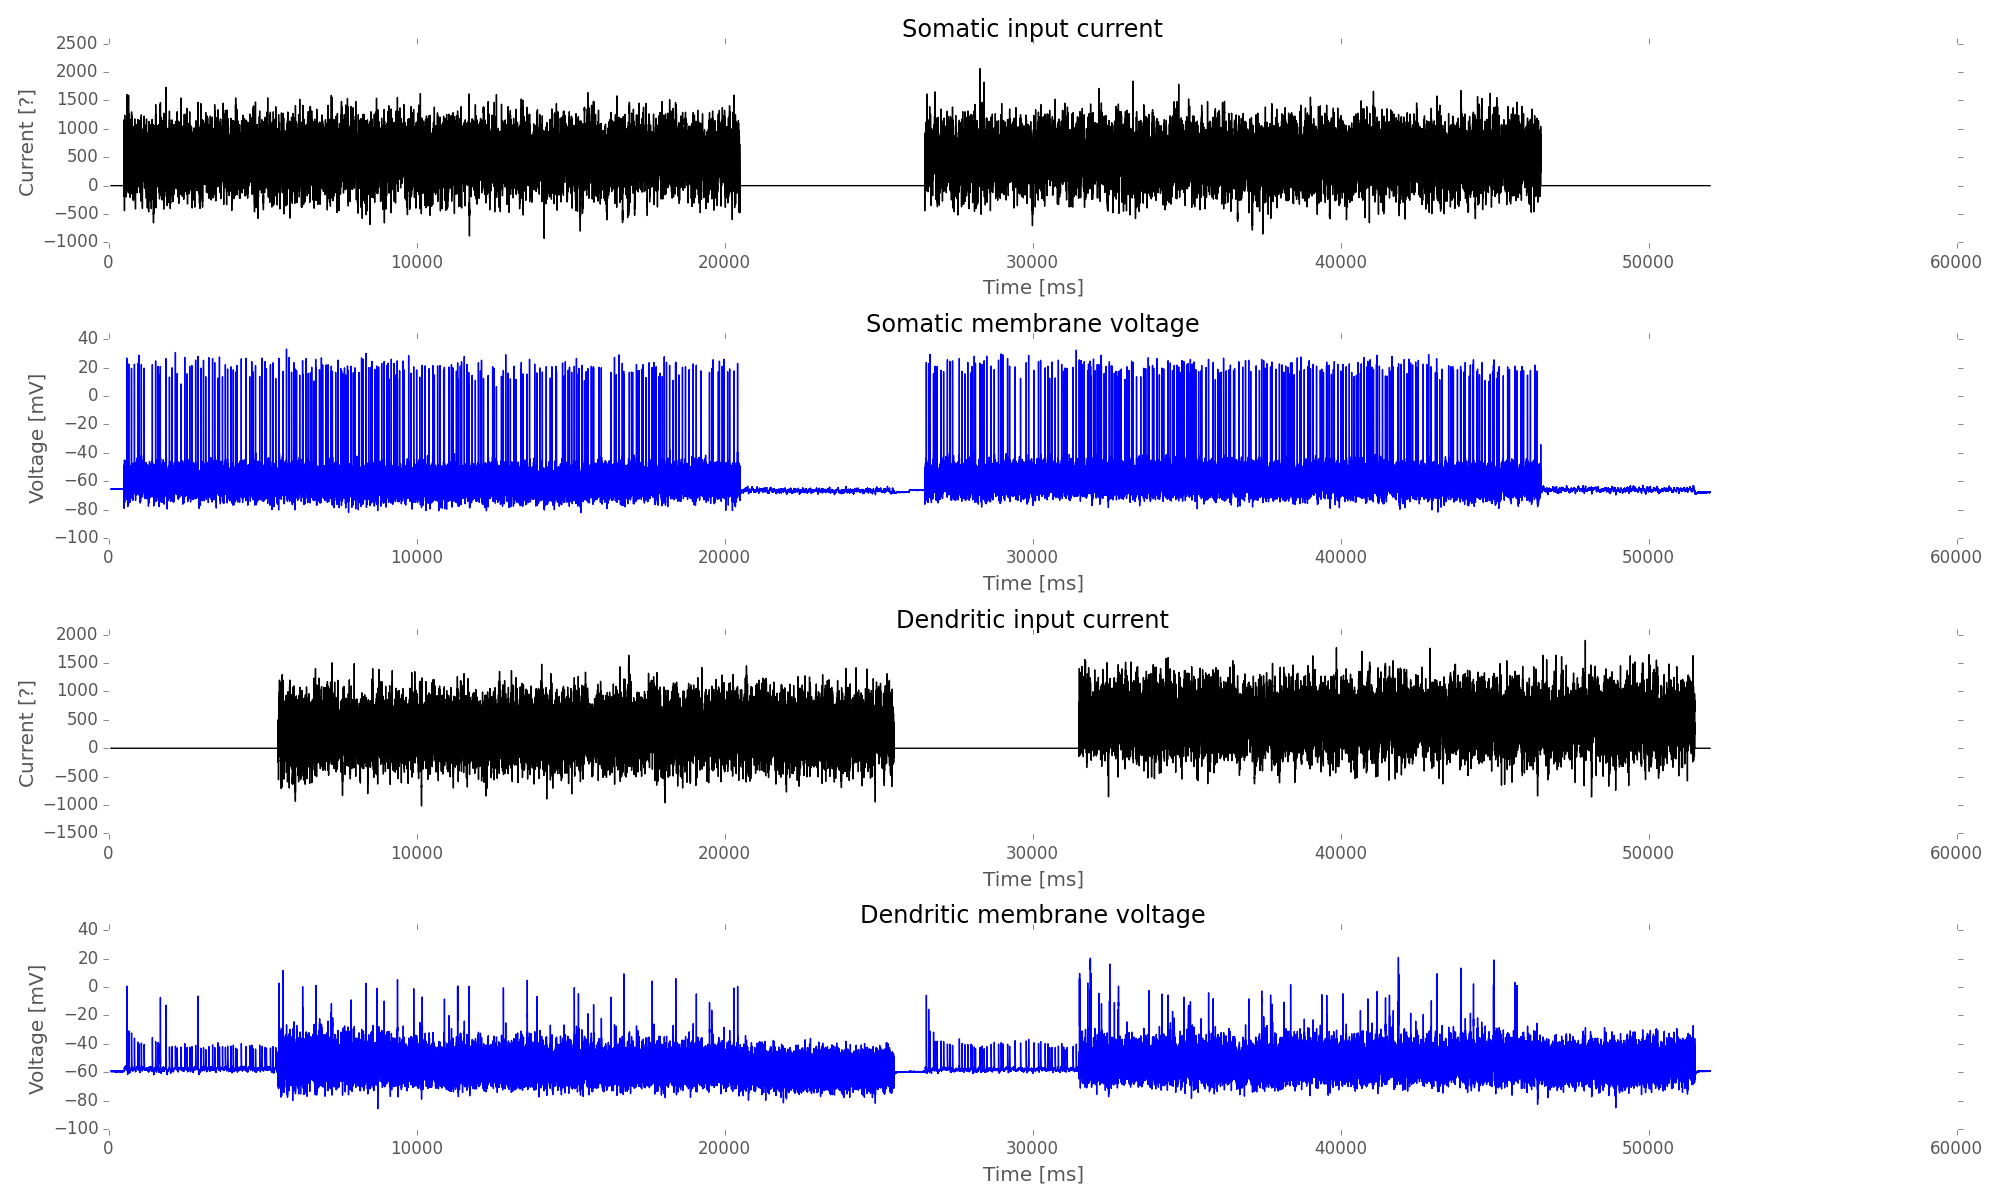 Somatic input current
2500
2000
1500
1000
500
0
−500
−1000
Current [?]
0 10000 20000 30000 40000 50000 60000
Time [ms]
Somatic membrane voltage
40
20
0
−20
−40
−60
−80
−100
Voltage [mV]
0 10000 20000 30000 40000 50000 60000
Time [ms]
Dendritic input current
2000
1500
1000
500
0
−500
−1000
−1500
Current [?]
0 10000 20000 30000 40000 50000 60000
Time [ms]
Dendritic membrane voltage
40
20
0
−20
−40
−60
−80
−100
Voltage [mV]
0 10000 20000 30000 40000 50000 60000
Time [ms]